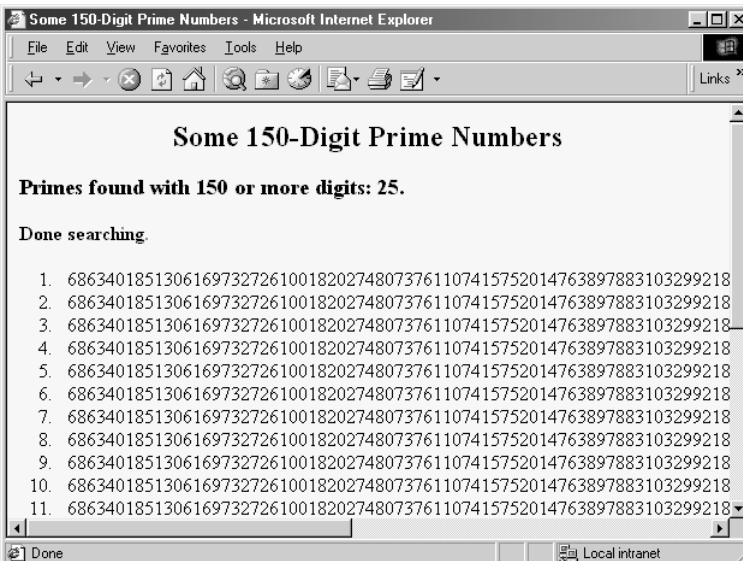 Some 150-Digit Prime Numbers - Microsoft Internet Explorer
File Edit View Favorites Tools Help
Links »
Some 150-Digit Prime Numbers
Primes found with 150 or more digits: 25.
Done searching.
1. 686340185130616973272610018202748073761107415752014763897883103299218
2. 686340185130616973272610018202748073761107415752014763897883103299218
3. 686340185130616973272610018202748073761107415752014763897883103299218
4. 686340185130616973272610018202748073761107415752014763897883103299218
5. 686340185130616973272610018202748073761107415752014763897883103299218
6. 686340185130616973272610018202748073761107415752014763897883103299218
7. 686340185130616973272610018202748073761107415752014763897883103299218
8. 686340185130616973272610018202748073761107415752014763897883103299218
9. 686340185130616973272610018202748073761107415752014763897883103299218
10. 686340185130616973272610018202748073761107415752014763897883103299218
11. 686340185130616973272610018202748073761107415752014763897883103299218
Done Local intranet